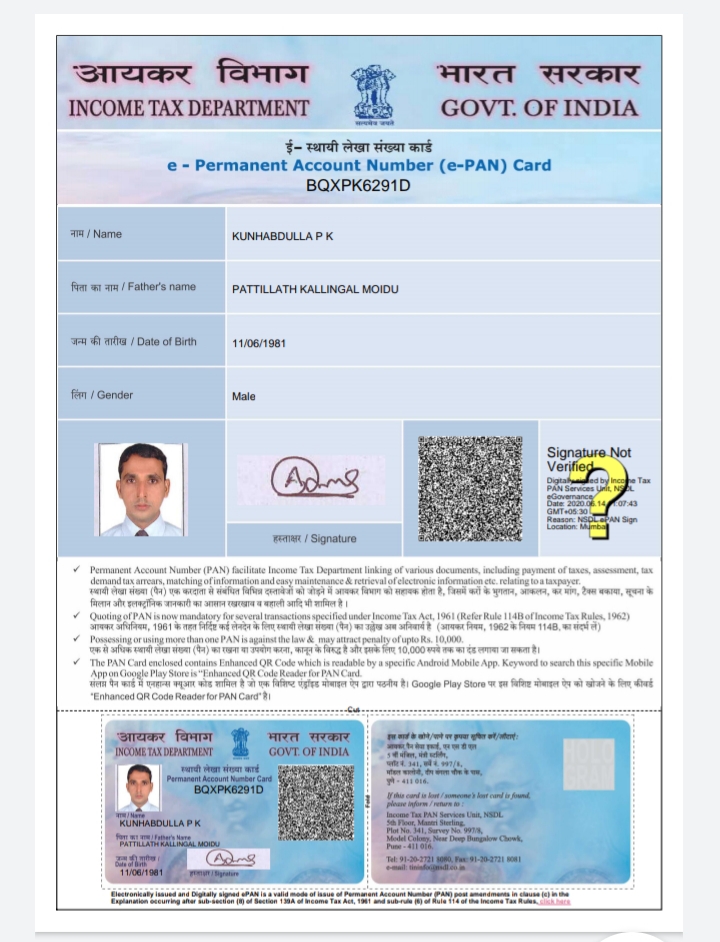 आयकर विभाग
INCOME TAX DEPARTMENT
सत्यमेव जयते
भारत सरकार
GOVT. OF INDIA
ई- स्थायी लेखा संख्या कार्ड
e - Permanent Account Number (e-PAN) Card
BQXPK6291D
नाम / Name
KUNHABDULLA P K
पिता का नाम / Father's name
PATTILLATH KALLINGAL MOIDU
जन्म की तारीख / Date of Birth
11/06/1981
लिंग / Gender
Male
हस्ताक्षर / Signature
Signature Not
Verified
Digitally signed by Income Tax
PAN Services Unit, NSDL
eGovernance
Date: 2020.06.14 :07:43
GMT+05:30
Reason: NSDL ePAN Sign
Location: Mumbai
✓ Permanent Account Number (PAN) facilitate Income Tax Department linking of various documents, including payment of taxes, assessment, tax
demand tax arrears, matching of information and easy maintenance & retrieval of electronic information etc. relating to a taxpayer.
स्थायी लेखा संख्या (पैन) एक करदाता से संबंधित विभिन्न दस्तावेजों को जोड़ने में आयकर विभाग को सहायक होता है, जिसमें करों के भुगतान, आकलन, कर मांग, टैक्स बकाया, सूचना के
मिलान और इलक्ट्रॉनिक जानकारी का आसान रखरखाव व बहाली आदि भी शामिल है ।
✓ Quoting of PAN is now mandatory for several transactions specified under Income Tax Act, 1961 (Refer Rule 114B of Income Tax Rules, 1962)
आयकर अधिनियम, 1961 के तहत निर्दिष्ट कई लेनदेन के लिए स्थायी लेखा संख्या (पैन) का उल्लेख अब अनिवार्य है (आयकर नियम, 1962 के नियम 114B, का संदर्भ लें)
✓ Possessing or using more than one PAN is against the law & may attract penalty of upto Rs. 10,000.
एक से अधिक स्थायी लेखा संख्या (पैन) का रखना या उपयोग करना, कानून के विरुद्ध है और इसके लिए 10,000 रुपये तक का दंड लगाया जा सकता है।
✓ The PAN Card enclosed contains Enhanced QR Code which is readable by a specific Android Mobile App. Keyword to search this specific Mobile
App on Google Play Store is "Enhanced QR Code Reader for PAN Card.
संलग्न पैन कार्ड में एनहान्स क्यूआर कोड शामिल है जो एक विशिष्ट एंड्रॉइड मोबाइल ऐप द्वारा पठनीय है। Google Play Store पर इस विशिष्ट मोबाइल ऐप को खोजने के लिए कीवर्ड
"Enhanced QR Code Reader for PAN Card" है।
Cut
आयकर विभाग
INCOME TAX DEPARTMENT
भारत सरकार
GOVT. OF INDIA
स्थायी लेखा संख्या कार्ड
Permanent Account Number Card
BQXPK6291D
नाम / Name
KUNHABDULLA P K
पिता का नाम / Father's Name
PATTILLATH KALLINGAL MOIDU
जन्म की तारीख /
Date of Birth
11/06/1981
हस्ताक्षर / Signature
Fold
इस कार्ड के खोने/पाने पर कृपया सूचित करें/लौटाएं:
आयकर पैन सेवा इकाई, एन एस डी एल
5 वीं मंजिल, मंत्री स्टर्लिंग,
प्लॉट नं. 341, सर्वे नं. 997/8,
मॉडल कालोनी, दीप बंगला चौक के पास,
पुणे - 411 016.
If this card is lost / someone's lost card is found,
please inform / return to :
Income Tax PAN Services Unit, NSDL
5th Floor, Mantri Sterling,
Plot No. 341, Survey No. 997/8,
Model Colony, Near Deep Bungalow Chowk,
Pune - 411 016.
Tel: 91-20-2721 8080, Fax: 91-20-2721 8081
e-mail: tininfo@nsdl.co.in
Electronically issued and Digitally signed ePAN is a valid mode of issue of Permanent Account Number (PAN) post amendments in clause (c) in the
Explanation occurring after sub-section (8) of Section 139A of Income Tax Act, 1961 and sub-rule (6) of Rule 114 of the Income Tax Rules, click here